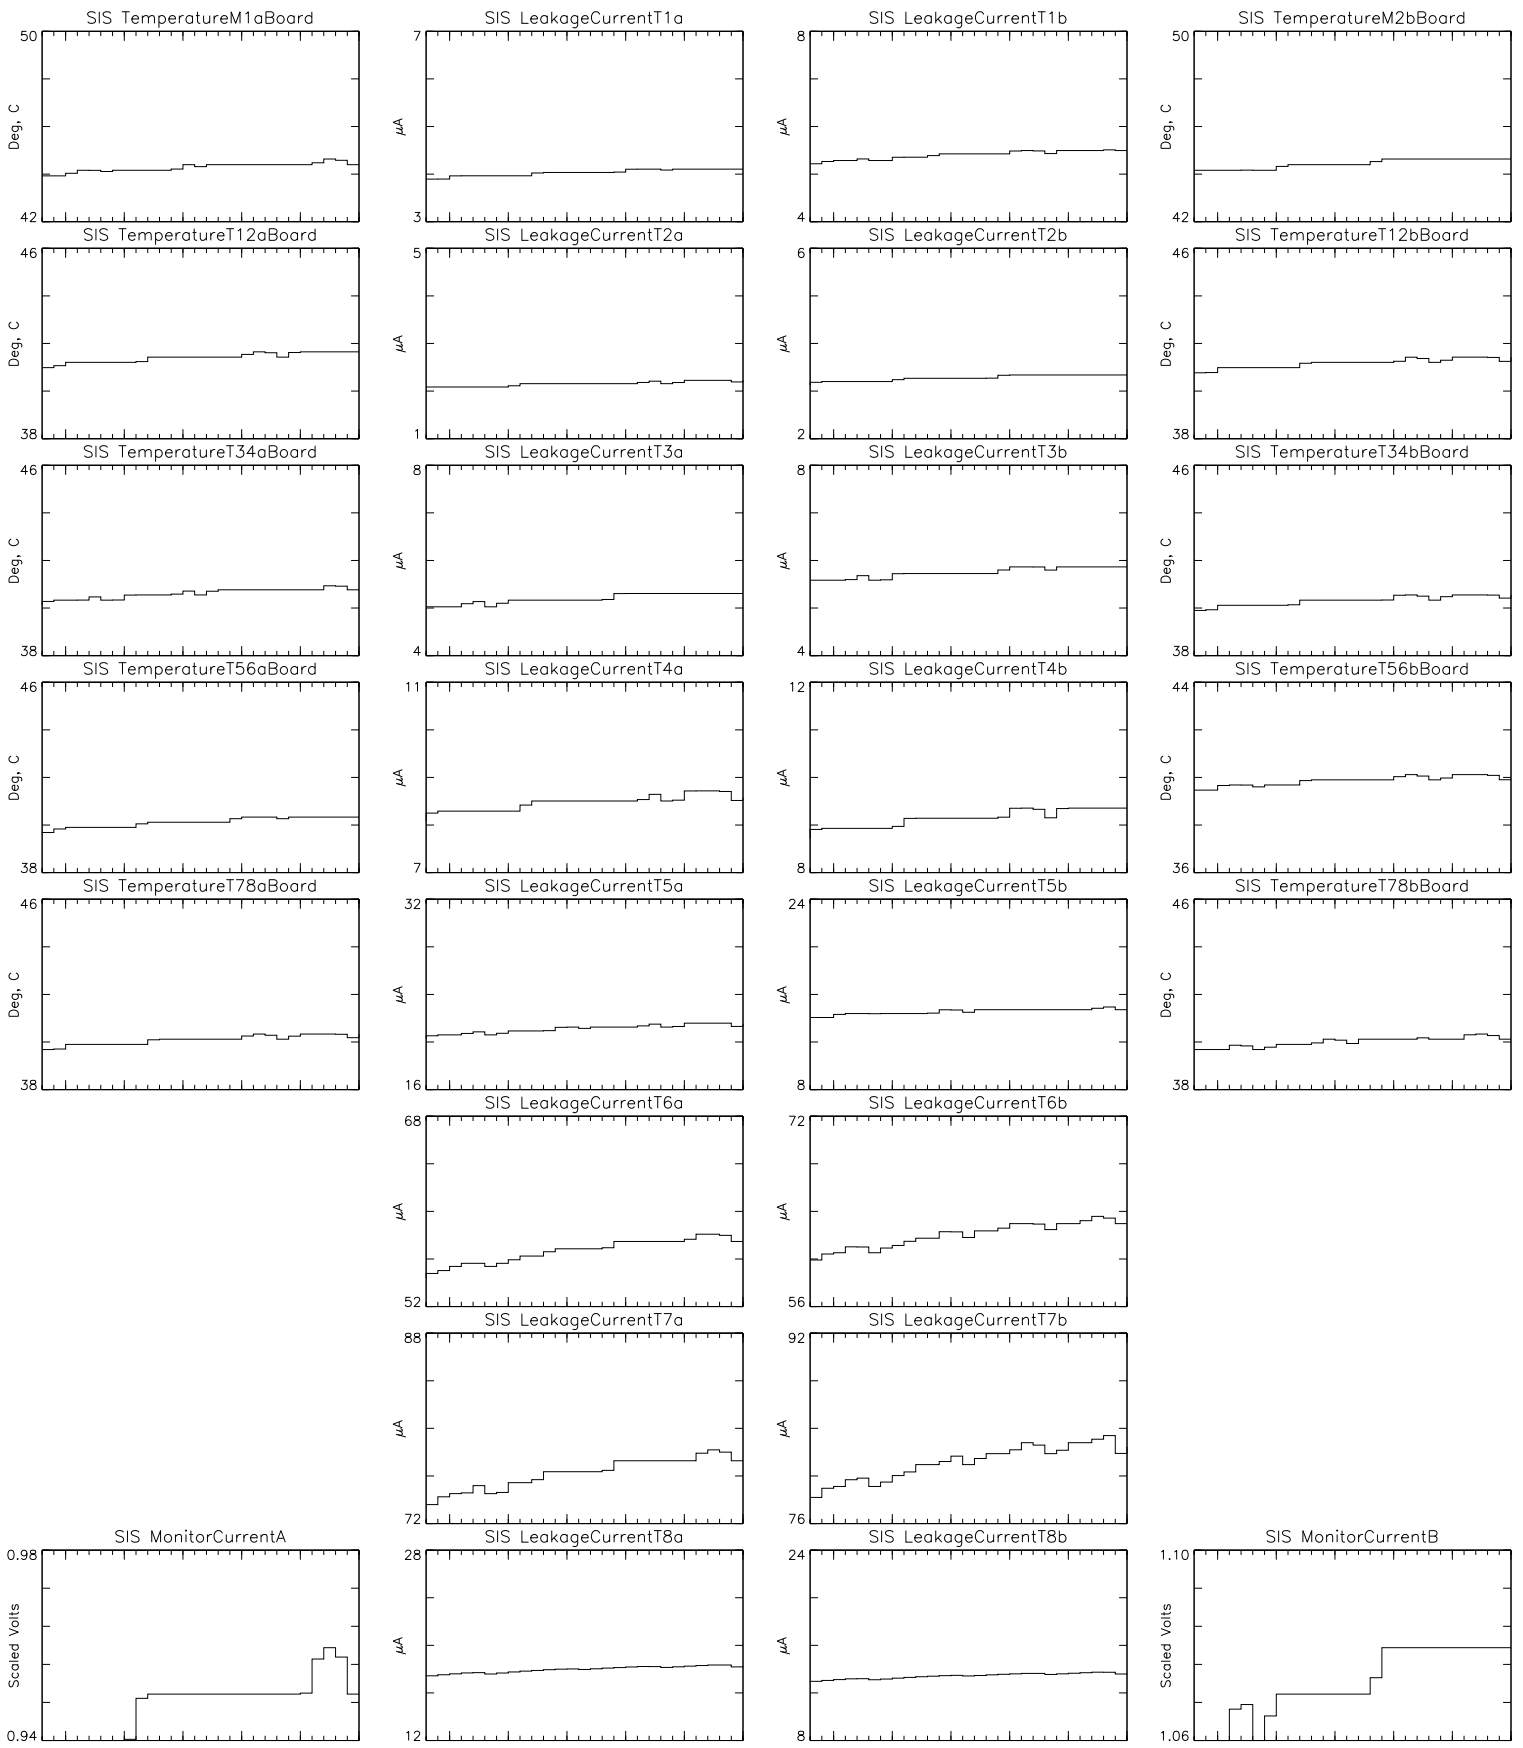 SIS TemperatureM1aBoard
50
Deg, C
42
SIS LeakageCurrentT1a
7
μA
3
SIS LeakageCurrentT1b
8
μA
4
SIS TemperatureM2bBoard
50
Deg, C
42
SIS TemperatureT12aBoard
46
Deg, C
38
SIS LeakageCurrentT2a
5
μA
1
SIS LeakageCurrentT2b
6
μA
2
SIS TemperatureT12bBoard
46
Deg, C
38
SIS TemperatureT34aBoard
46
Deg, C
38
SIS LeakageCurrentT3a
8
μA
4
SIS LeakageCurrentT3b
8
μA
4
SIS TemperatureT34bBoard
46
Deg, C
38
SIS TemperatureT56aBoard
46
Deg, C
38
SIS LeakageCurrentT4a
11
μA
7
SIS LeakageCurrentT4b
12
μA
8
SIS TemperatureT56bBoard
44
Deg, C
36
SIS TemperatureT78aBoard
46
Deg, C
38
SIS LeakageCurrentT5a
32
μA
16
SIS LeakageCurrentT5b
24
μA
8
SIS TemperatureT78bBoard
46
Deg, C
38
SIS LeakageCurrentT6a
68
μA
52
SIS LeakageCurrentT6b
72
μA
56
SIS LeakageCurrentT7a
88
μA
72
SIS LeakageCurrentT7b
92
μA
76
SIS MonitorCurrentA
0.98
Scaled Volts
0.94
SIS LeakageCurrentT8a
28
μA
12
SIS LeakageCurrentT8b
24
μA
8
SIS MonitorCurrentB
1.10
Scaled Volts
1.06